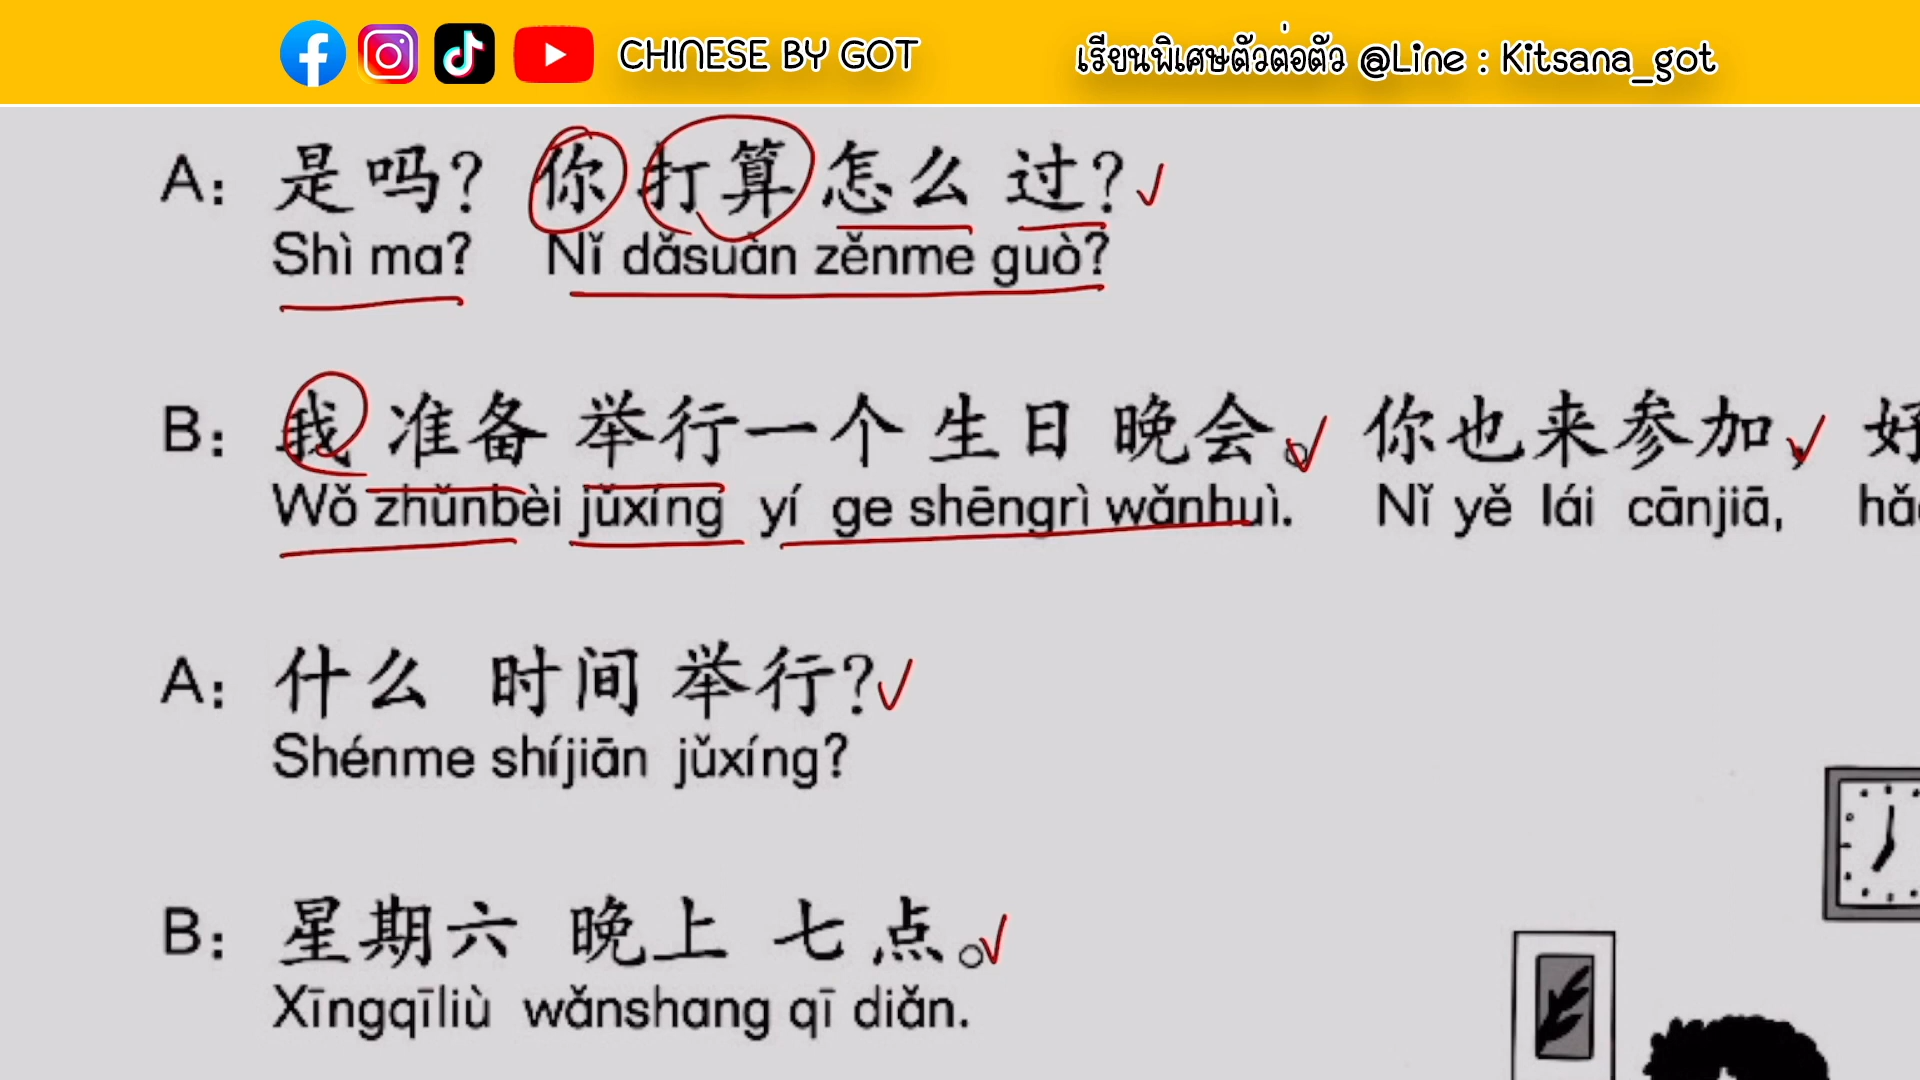 CHINESE BY GOT เรียนพิเศษตัวต่อตัว @Line : Kitsana_got
A: 是吗? 你打算怎么过?
Shì ma? Nǐ dǎsuàn zěnme guò?
B: 我准备举行一个生日晚会。你也来参加, 好
Wǒ zhǔnbèi jǔxíng yí ge shēngrì wǎnhuì. Nǐ yě lái cānjiā,
A: 什么时间举行?
Shénme shíjiān jǔxíng?
B: 星期六晚上七点。
Xīngqīliù wǎnshang qī diǎn.